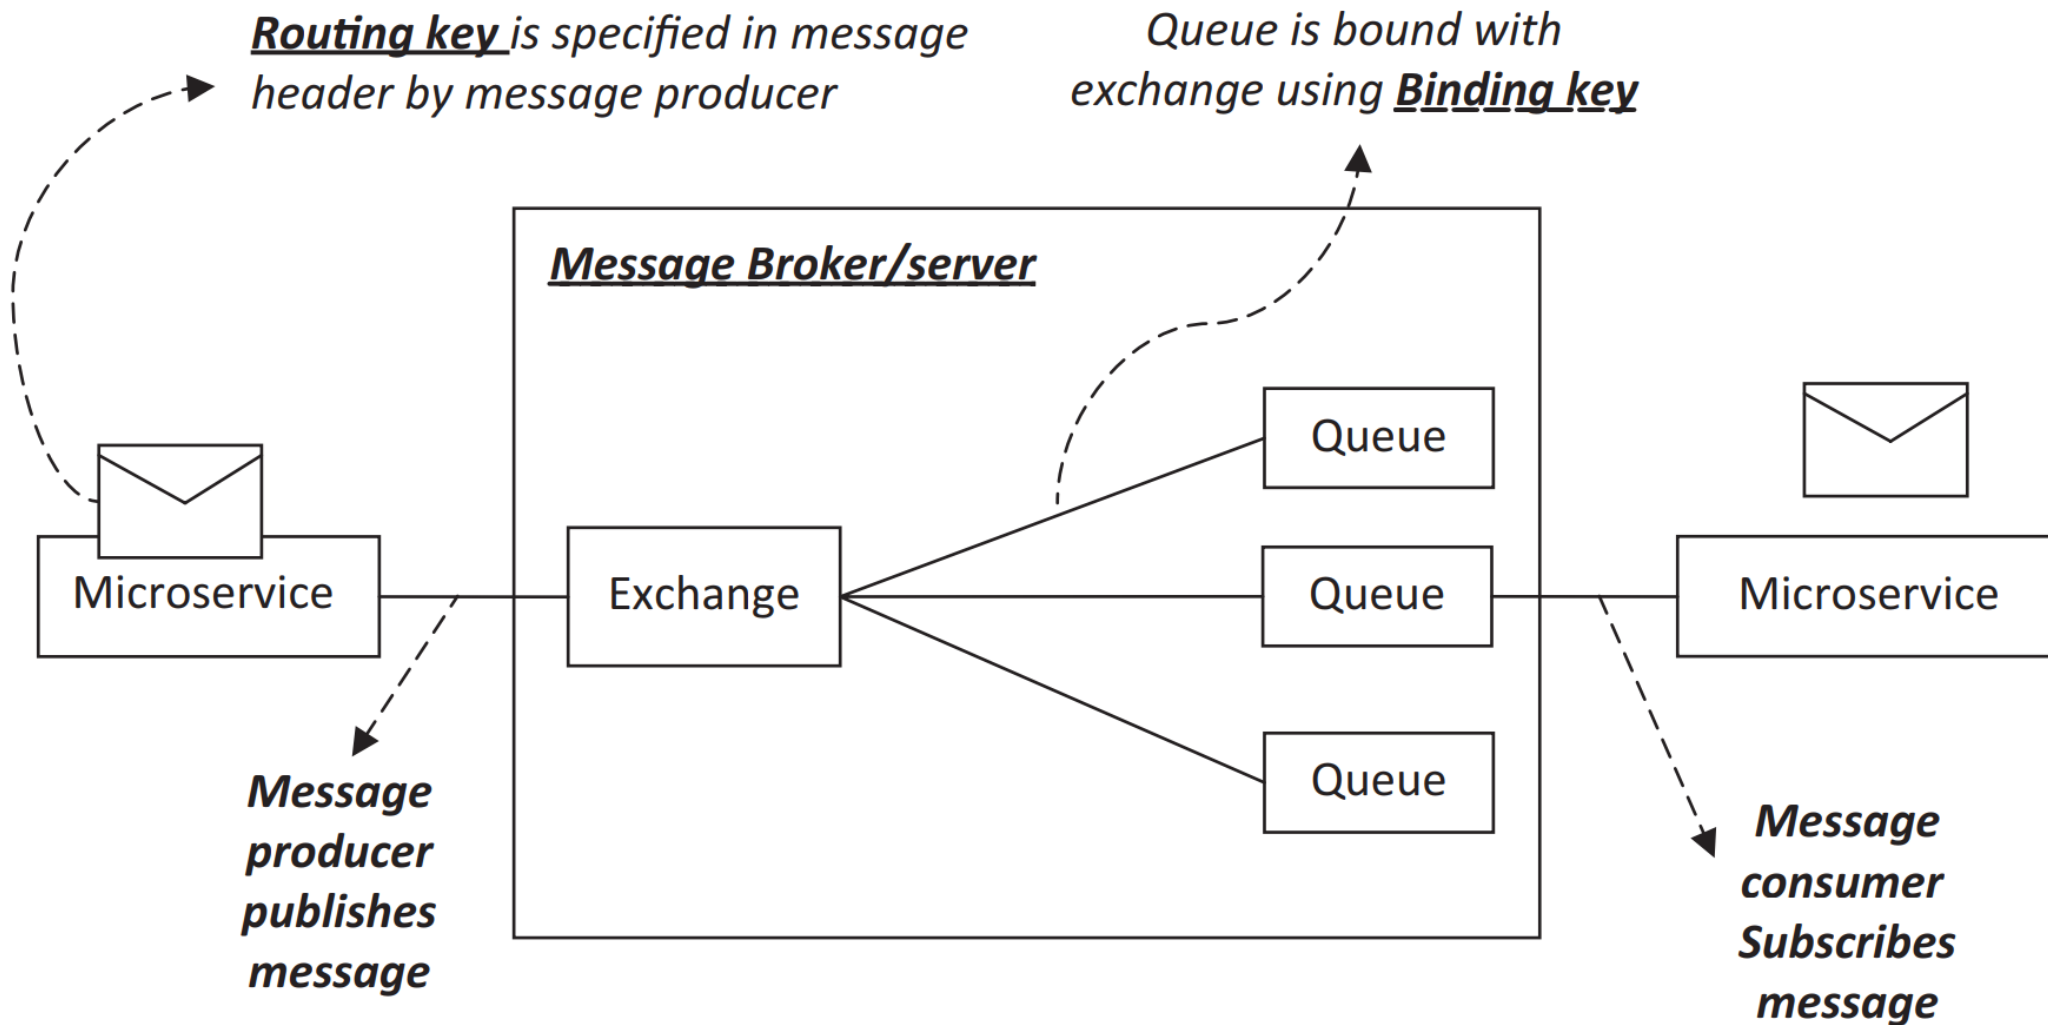 Routing key is specified in message
header by message producer
Queue is bound with
exchange using Binding key
Message Broker/server
Queue
Microservice
Exchange
Queue
Microservice
Queue
Message
producer
publishes
message
Message
consumer
Subscribes
message